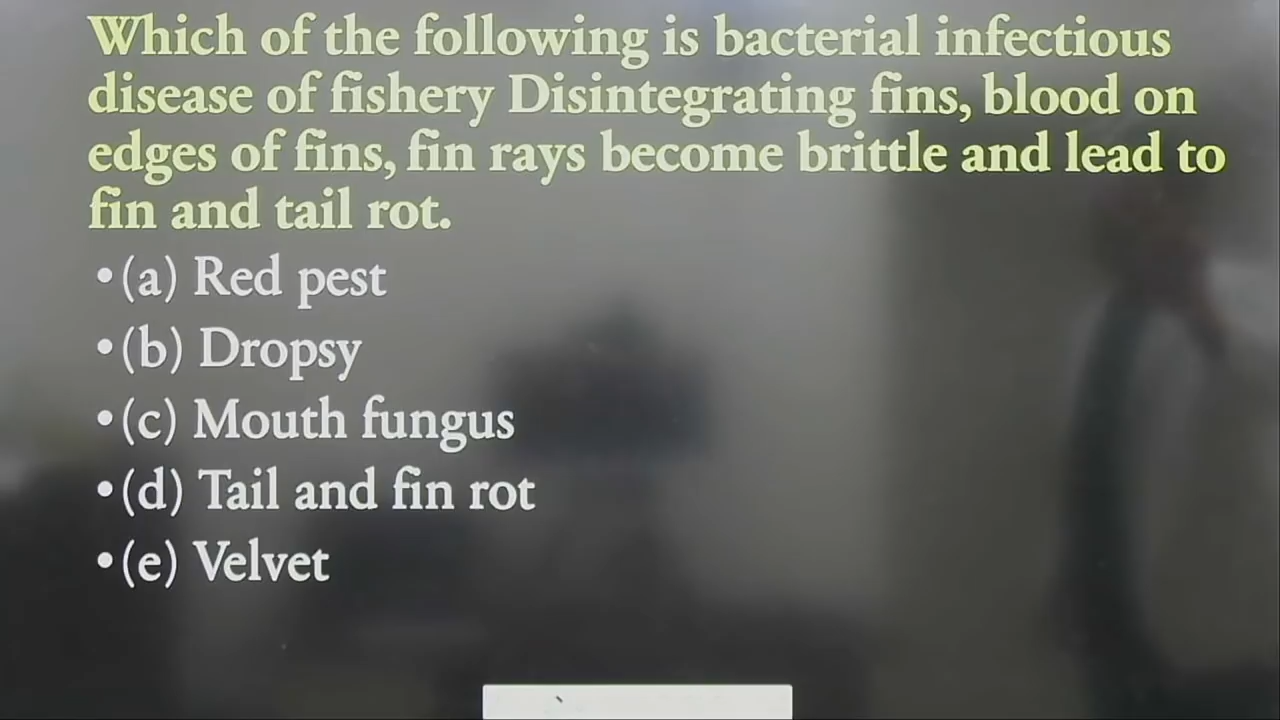 Which of the following is bacterial infectious
disease of fishery Disintegrating fins, blood on
edges of fins, fin rays become brittle and lead to
fin and tail rot.
•(a) Red pest
•(b) Dropsy
•(c) Mouth fungus
•(d) Tail and fin rot
•(e) Velvet